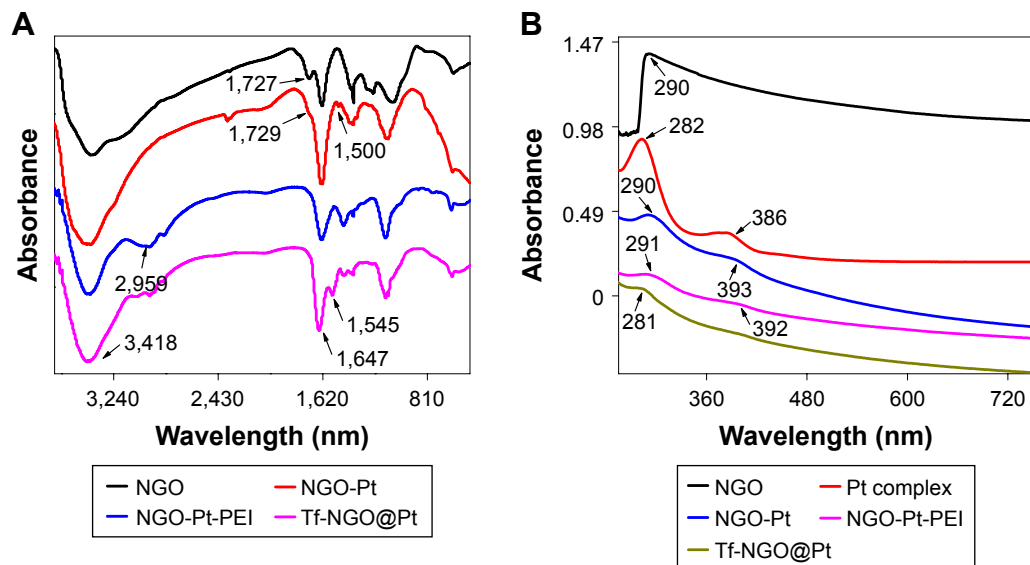 A
Absorbance
1,727
1,729
1,500
2,959
3,418
1,545
1,647
3,240 2,430 1,620 810
Wavelength (nm)
NGO NGO-Pt
NGO-Pt-PEI Tf-NGO@Pt
B
Absorbance
1.47
0.98
0.49
0
290
282
290
386
291
393
281
392
360 480 600 720
Wavelength (nm)
NGO Pt complex
NGO-Pt NGO-Pt-PEI
Tf-NGO@Pt